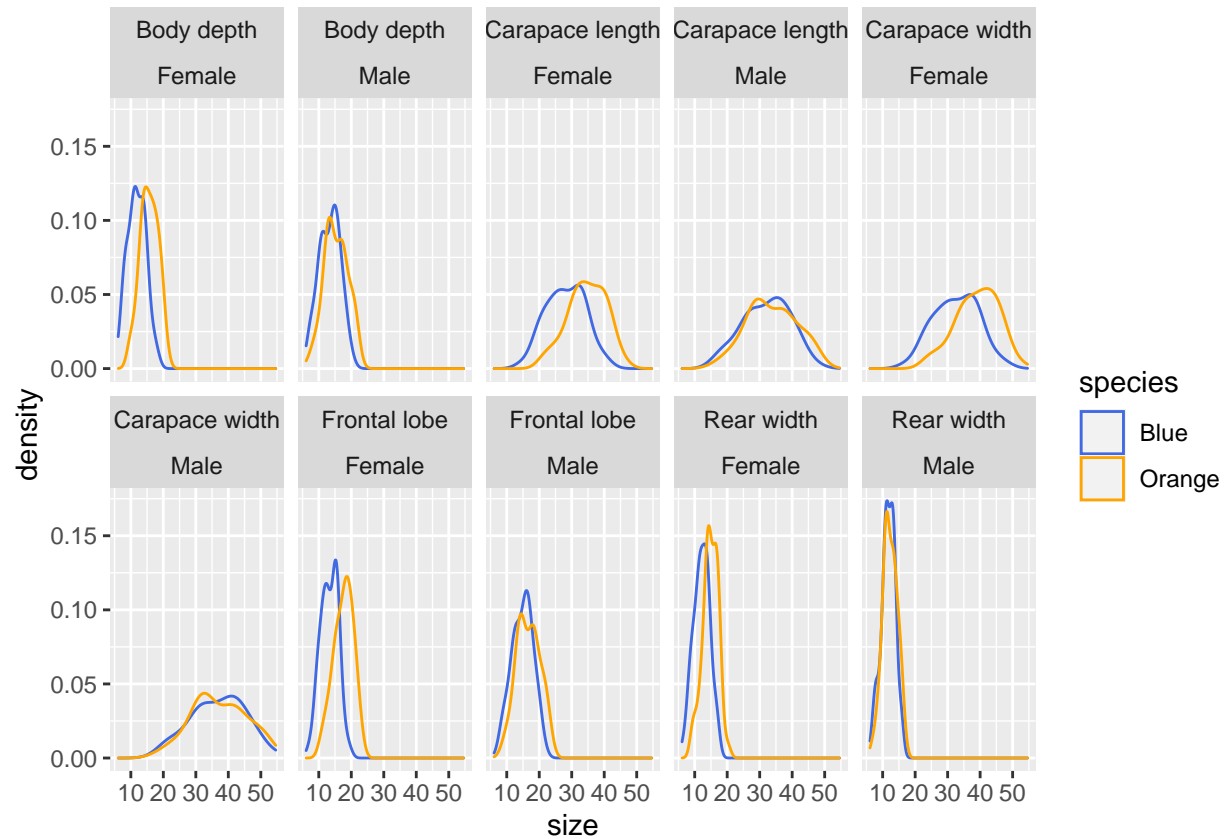 Body depth
Female
Body depth
Male
Carapace length
Female
Carapace length
Male
Carapace width
Female
0.15
0.10
0.05
0.00
Carapace width
Male
Frontal lobe
Female
Frontal lobe
Male
Rear width
Female
Rear width
Male
0.15
0.10
0.05
0.00
10 20 30 40 50
10 20 30 40 50
10 20 30 40 50
10 20 30 40 50
10 20 30 40 50
size
density
species
Blue
Orange